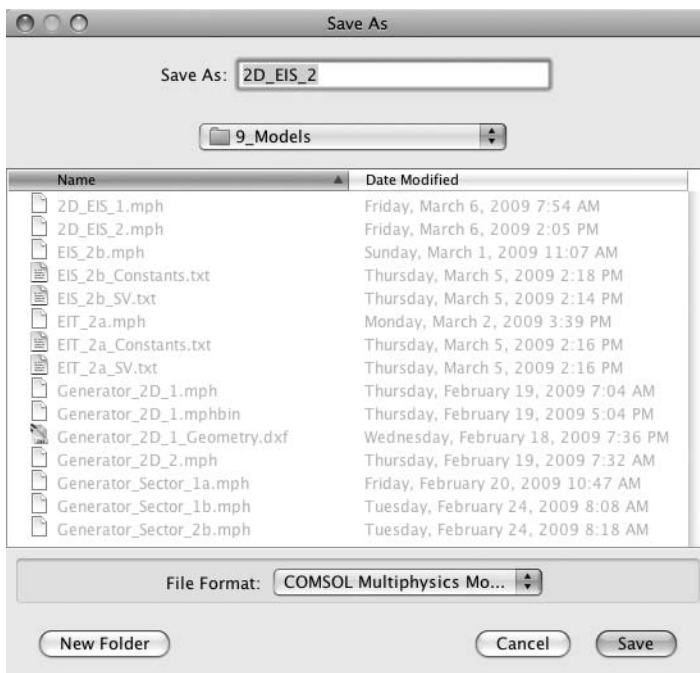 Save As
Save As: 2D_EIS_2
9_Models
Name Date Modified
2D_EIS_1.mph Friday, March 6, 2009 7:54 AM
2D_EIS_2.mph Friday, March 6, 2009 2:05 PM
EIS_2b.mph Sunday, March 1, 2009 11:07 AM
EIS_2b_Constants.txt Thursday, March 5, 2009 2:18 PM
EIS_2b_SV.txt Thursday, March 5, 2009 2:14 PM
EIT_2a.mph Monday, March 2, 2009 3:39 PM
EIT_2a_Constants.txt Thursday, March 5, 2009 2:16 PM
EIT_2a_SV.txt Thursday, March 5, 2009 2:16 PM
Generator_2D_1.mph Thursday, February 19, 2009 7:04 AM
Generator_2D_1.mphbin Thursday, February 19, 2009 5:04 PM
Generator_2D_1_Geometry.dxf Wednesday, February 18, 2009 7:36 PM
Generator_2D_2.mph Thursday, February 19, 2009 7:32 AM
Generator_Sector_1a.mph Friday, February 20, 2009 10:47 AM
Generator_Sector_1b.mph Tuesday, February 24, 2009 8:08 AM
Generator_Sector_2b.mph Tuesday, February 24, 2009 8:18 AM
File Format: COMSOL Multiphysics Mo...
New Folder Cancel Save